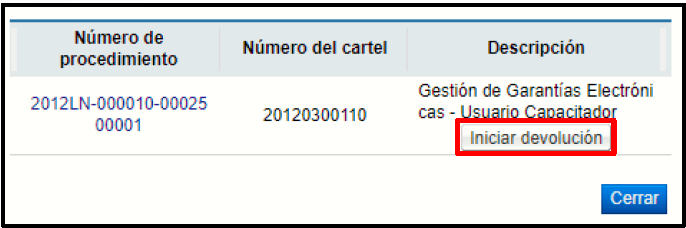 Número de
procedimiento
Número del cartel
Descripción
2012LN-000010-00025
00001
20120300110
Gestión de Garantías Electróni
cas - Usuario Capacitador
Iniciar devolución
Cerrar